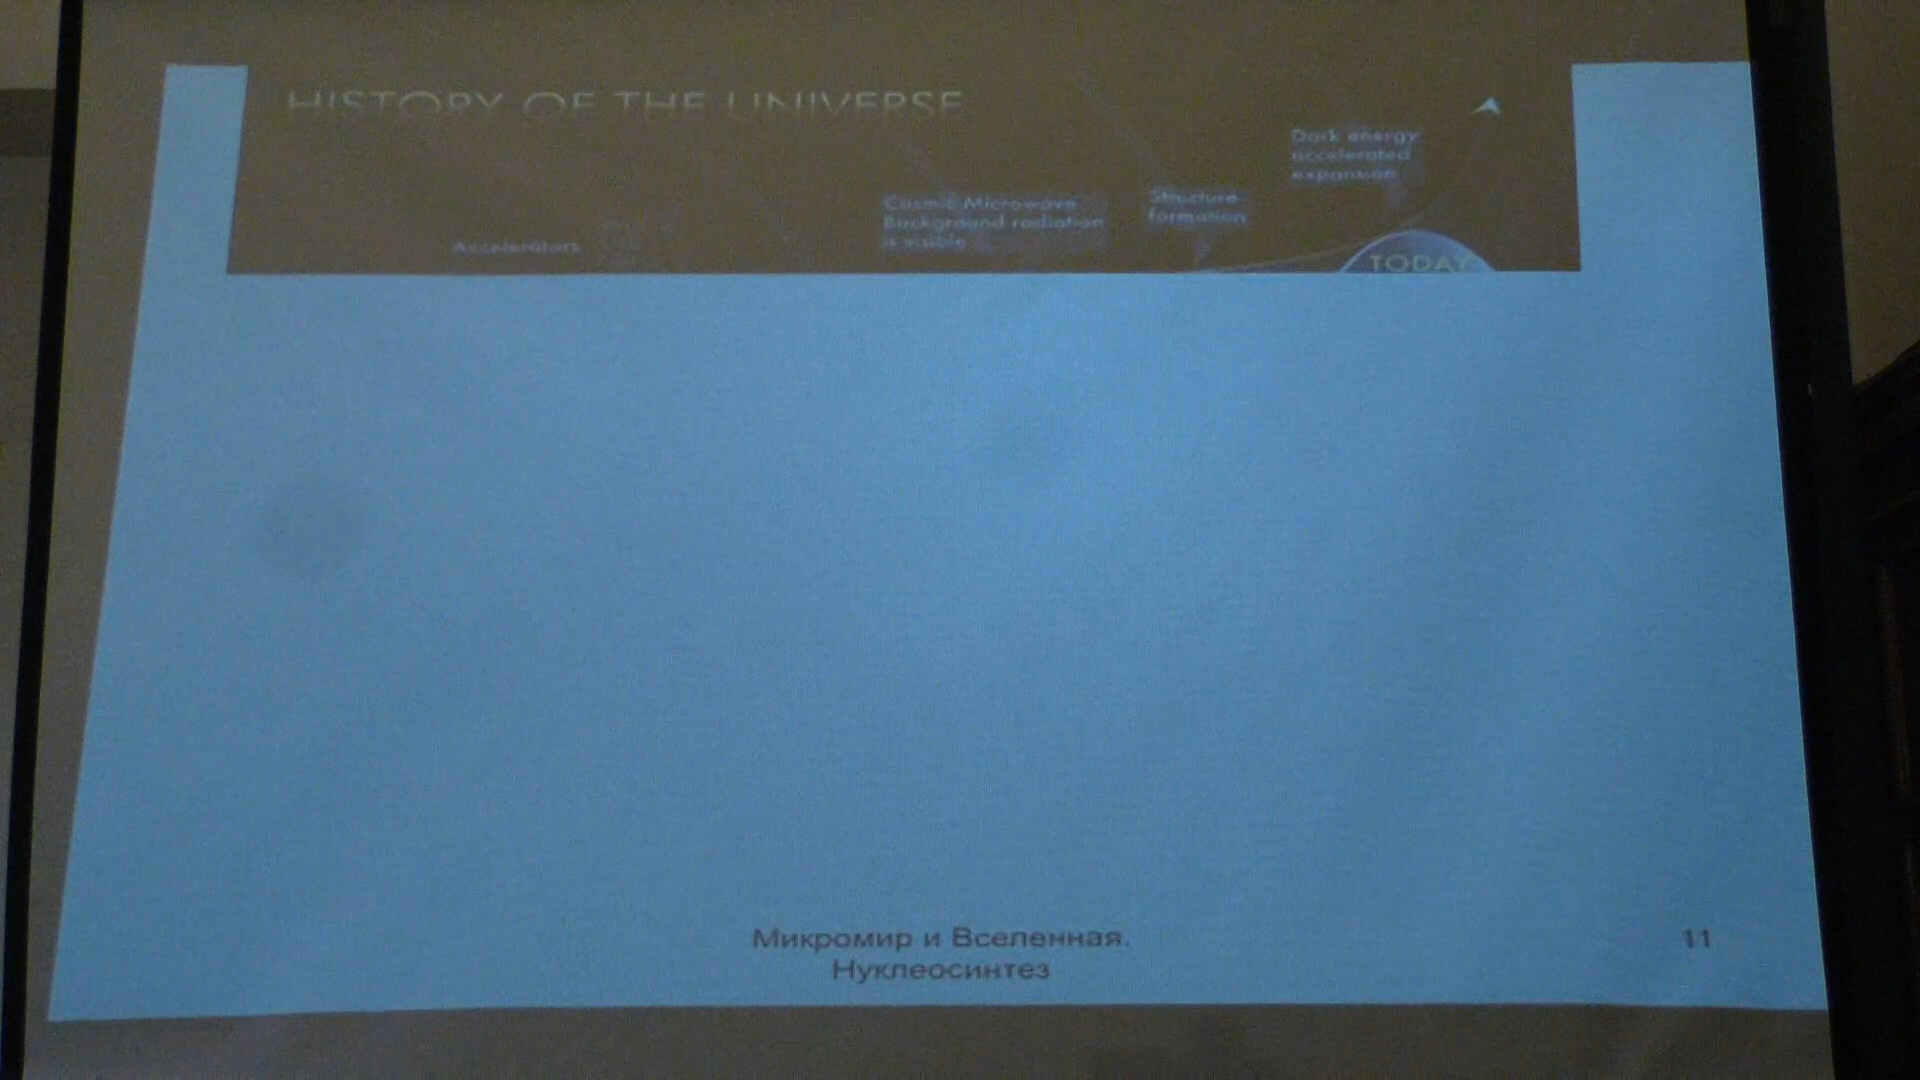 HISTORY OF THE UNIVERSE
Dark energy
accelerated
expansion
Cosmic Microwave
Background radiation
is visible
Structure
formation
Accelerators
TODAY
Микромир и Вселенная.
Нуклеосинтез
11